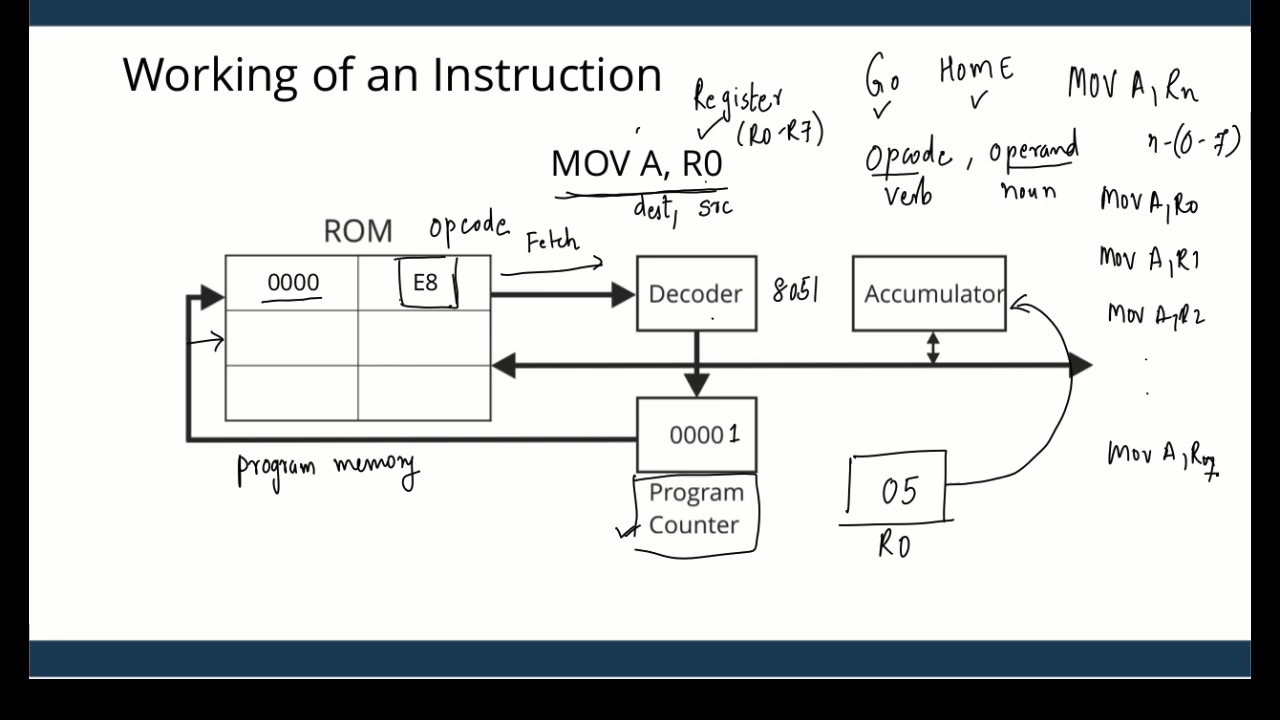 Working of an Instruction
Register
(R0-R7)
Go HOME
opcode, operand
verb noun
MOV A, Rn
n-(0-7)
MOV A, R0
dest, src
Mov A,R0
Mov A,R1
Mov A,R2
.
.
Mov A,R7
ROM opcode
Fetch
0000 E8
Decoder
8051
Accumulator
00001
Program
Counter
program memory
05
R0